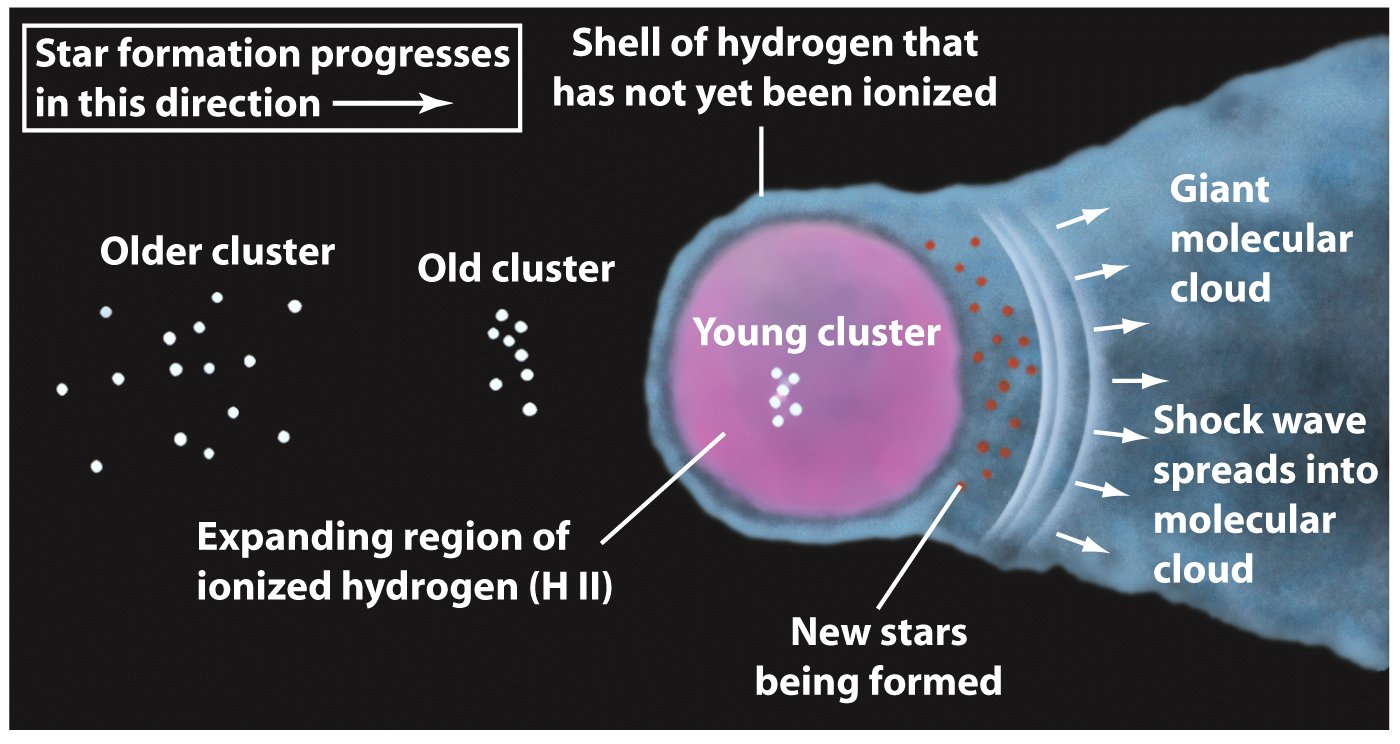 Star formation progresses
in this direction
Shell of hydrogen that
has not yet been ionized
Giant
molecular
cloud
Older cluster
Old cluster
Young cluster
Shock wave
spreads into
molecular
cloud
Expanding region of
ionized hydrogen (H II)
New stars
being formed